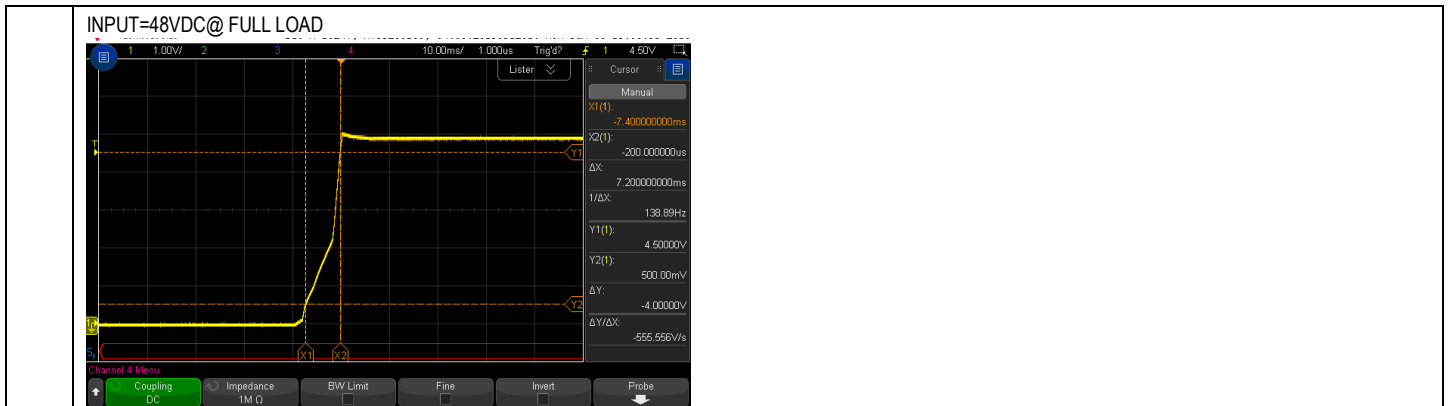 INPUT=48VDC@ FULL LOAD
1 1.00V/ 2 3 4 10.00ms/ 1.000us Trig'd? 1 4.50V
Lister
Cursor
Manual
X1(1):
-7.400000000ms
X2(1):
-200.000000us
ΔX:
7.200000000ms
1/ΔX:
138.89Hz
Y1(1):
4.50000V
Y2(1):
500.00mV
ΔY:
-4.00000V
ΔY/ΔX:
-555.556V/s
T
Y1
Y2
S1
X1 X2
Channel 4 Menu
Coupling Impedance BW Limit Fine Invert Probe
DC 1M Ω